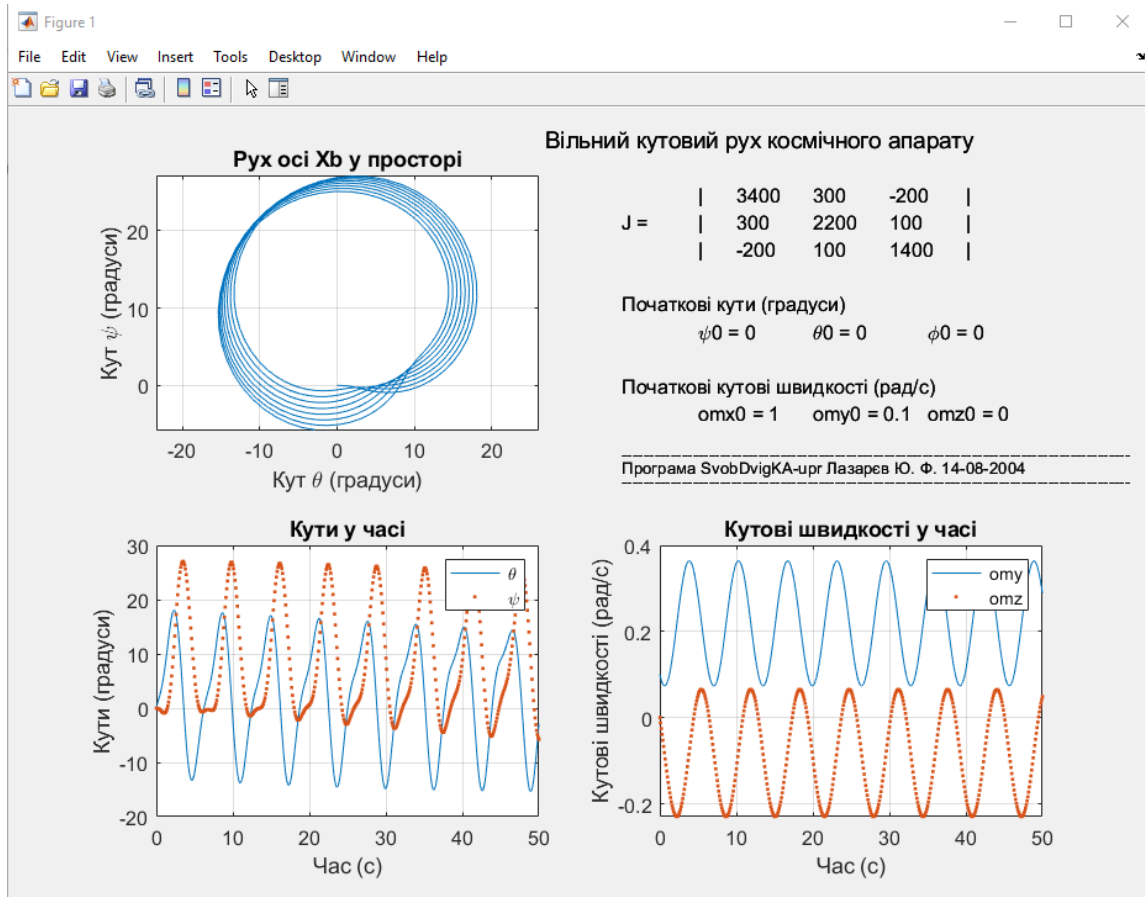 Figure 1
File Edit View Insert Tools Desktop Window Help
Вільний кутовий рух космічного апарату
Рух осі Xb у просторі
20
10
0
-20 -10 0 10 20
Кут ψ (градуси)
Кут θ (градуси)
| 3400 300 -200 |
J = | 300 2200 100 |
| -200 100 1400 |
Початкові кути (градуси)
ψ0 = 0 θ0 = 0 ϕ0 = 0
Початкові кутові швидкості (рад/с)
omx0 = 1 omy0 = 0.1 omz0 = 0
Програма SvobDvigKA-upr Лазарєв Ю. Ф. 14-08-2004
Кути у часі
30
20
10
0
-10
-20
0 10 20 30 40 50
Кути (градуси)
Час (с)
θ
ψ
Кутові швидкості у часі
0.4
0.2
0
-0.2
0 10 20 30 40 50
Кутові швидкості (рад/с)
Час (с)
omy
omz